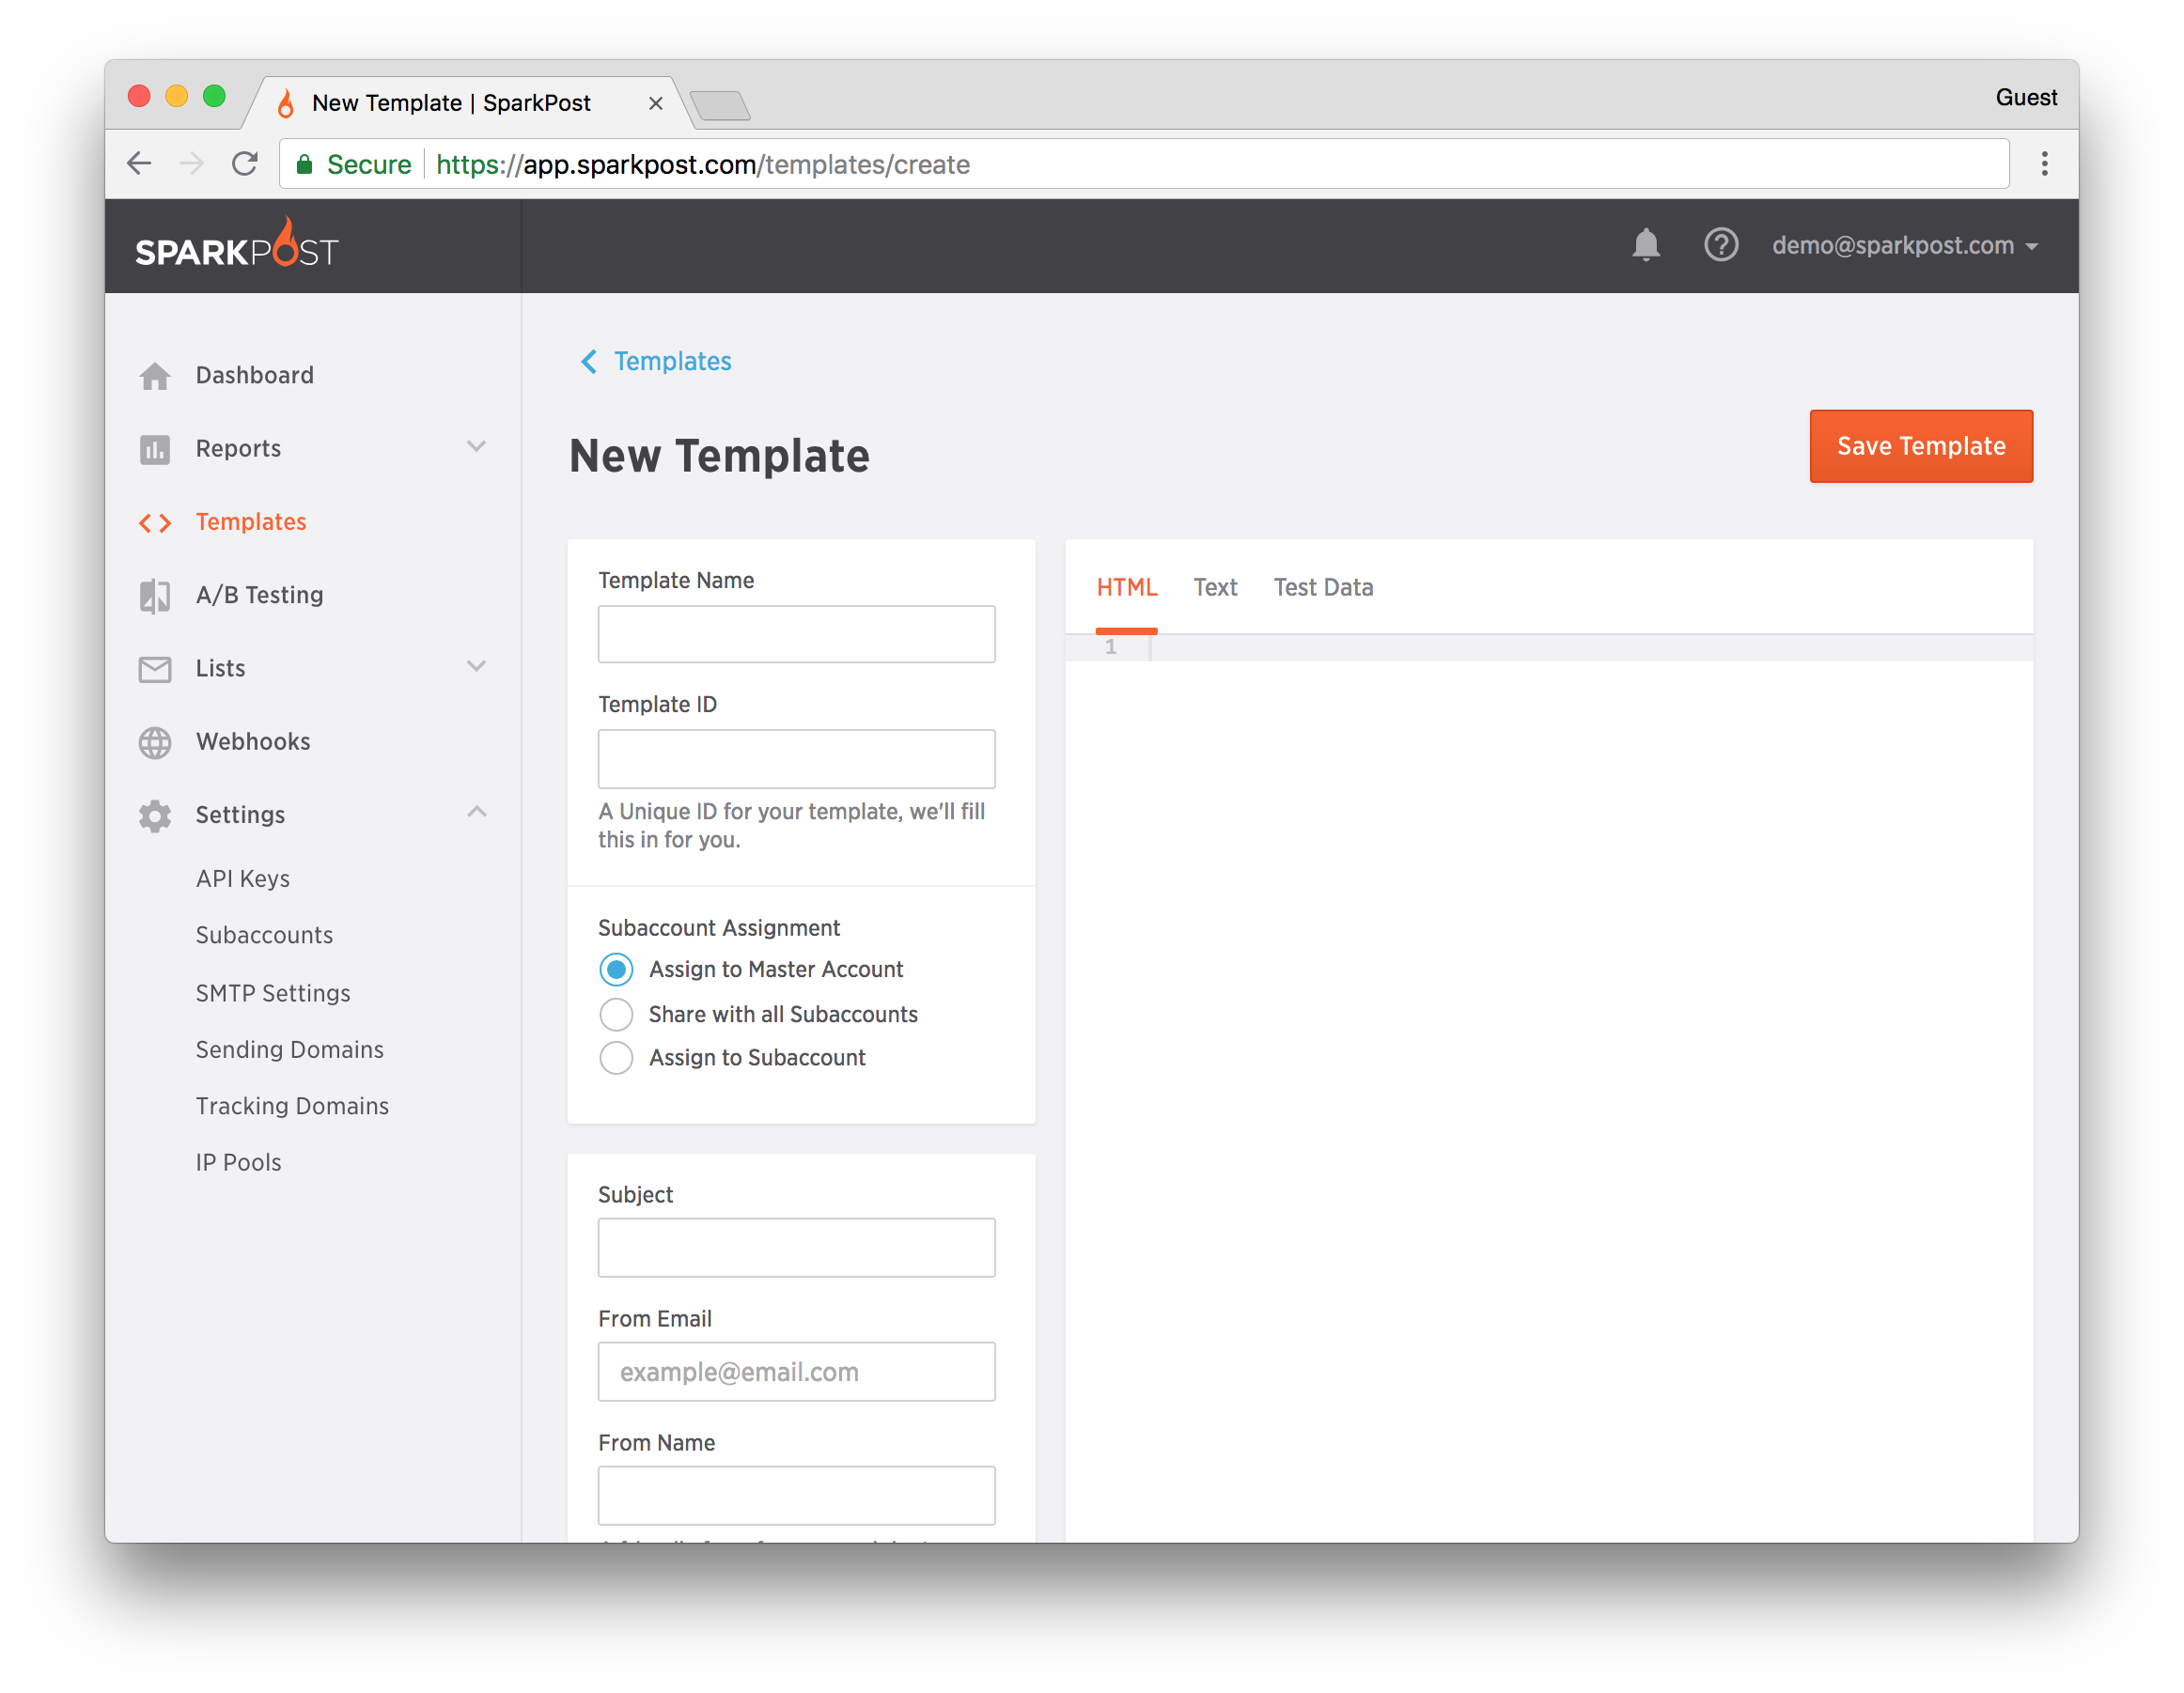 New Template | SparkPost
Guest
Secure https://app.sparkpost.com/templates/create
SPARKPOST
demo@sparkpost.com
Dashboard
Reports
Templates
A/B Testing
Lists
Webhooks
Settings
API Keys
Subaccounts
SMTP Settings
Sending Domains
Tracking Domains
IP Pools
Templates
New Template
Save Template
Template Name
Template ID
A Unique ID for your template, we'll fill
this in for you.
Subaccount Assignment
Assign to Master Account
Share with all Subaccounts
Assign to Subaccount
Subject
From Email
example@email.com
From Name
HTML Text Test Data
1